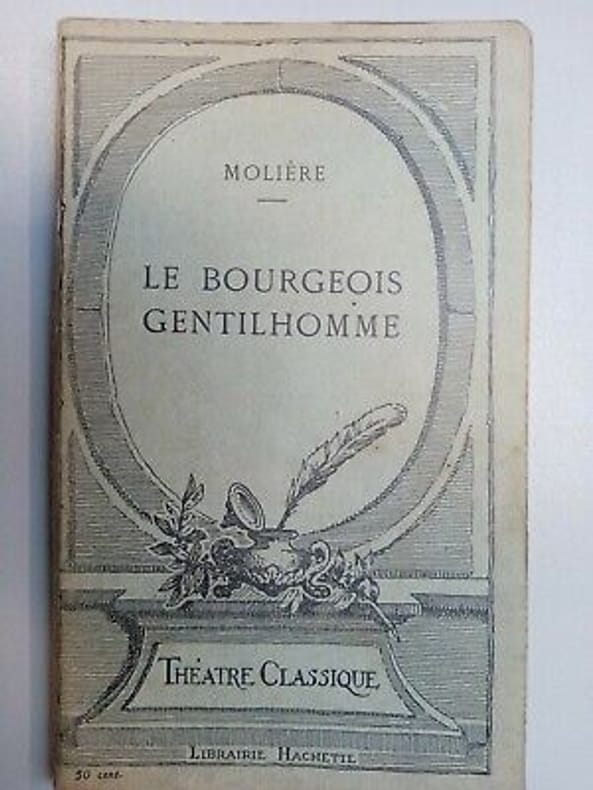 MOLIÈRE
LE BOURGEOIS
GENTILHOMME
THÉATRE CLASSIQUE
LIBRAIRIE HACHETTE
50 cent.